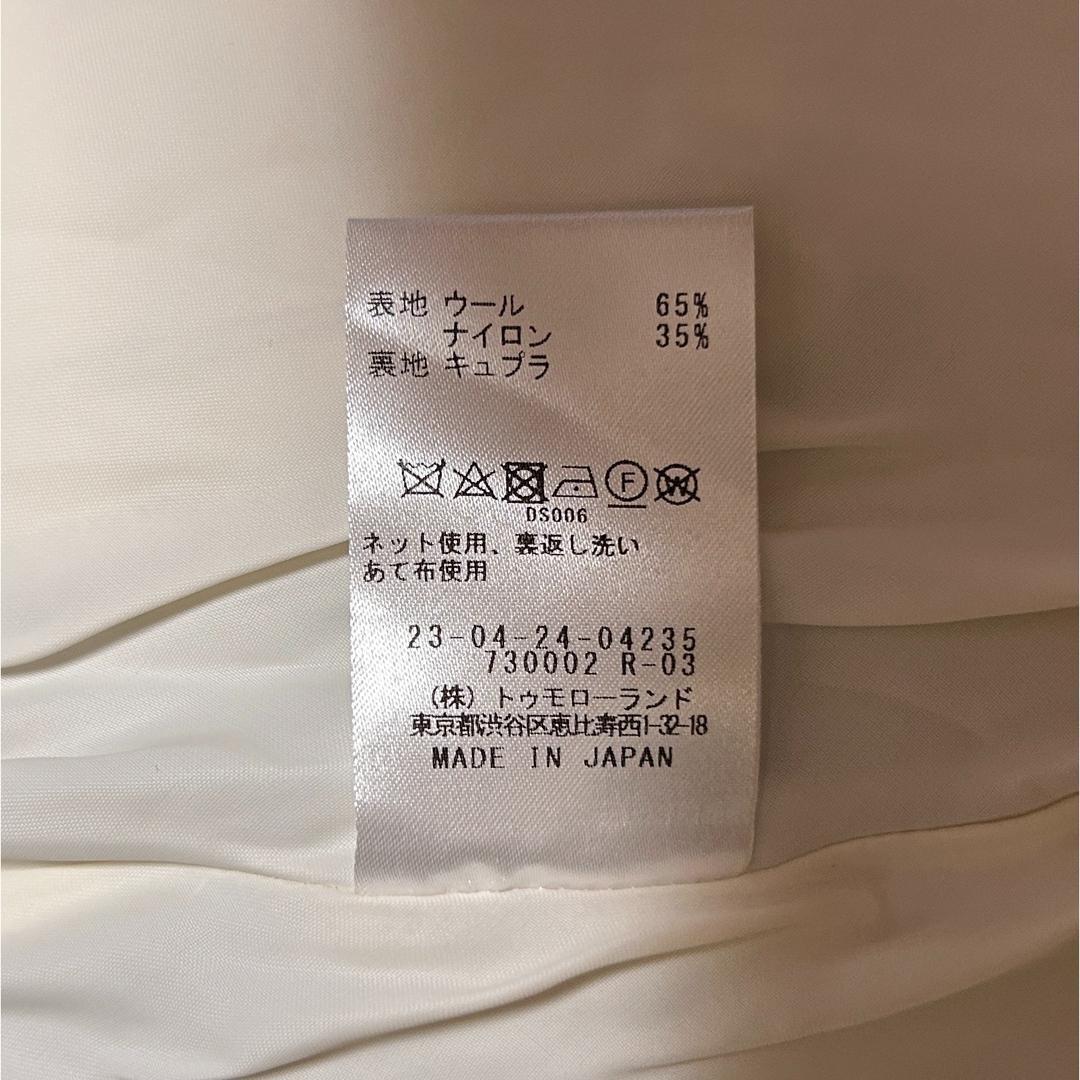 表地 ウール 65%
ナイロン 35%
裏地 キュプラ
F W
DS006
ネット使用、裏返し洗い
あて布使用
23-04-24-04235
730002 R-03
(株) トゥモローランド
東京都渋谷区恵比寿西1-32-18
MADE IN JAPAN